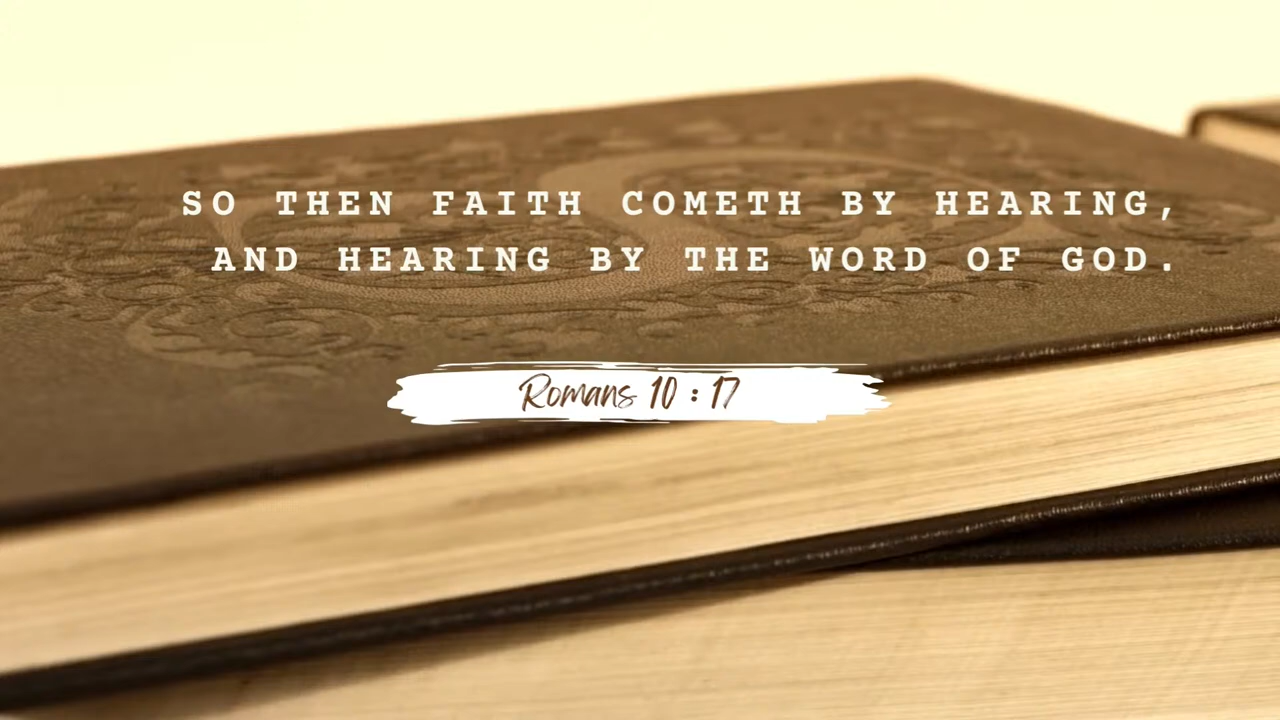 SO THEN FAITH COMETH BY HEARING,
AND HEARING BY THE WORD OF GOD.
Romans 10 : 17